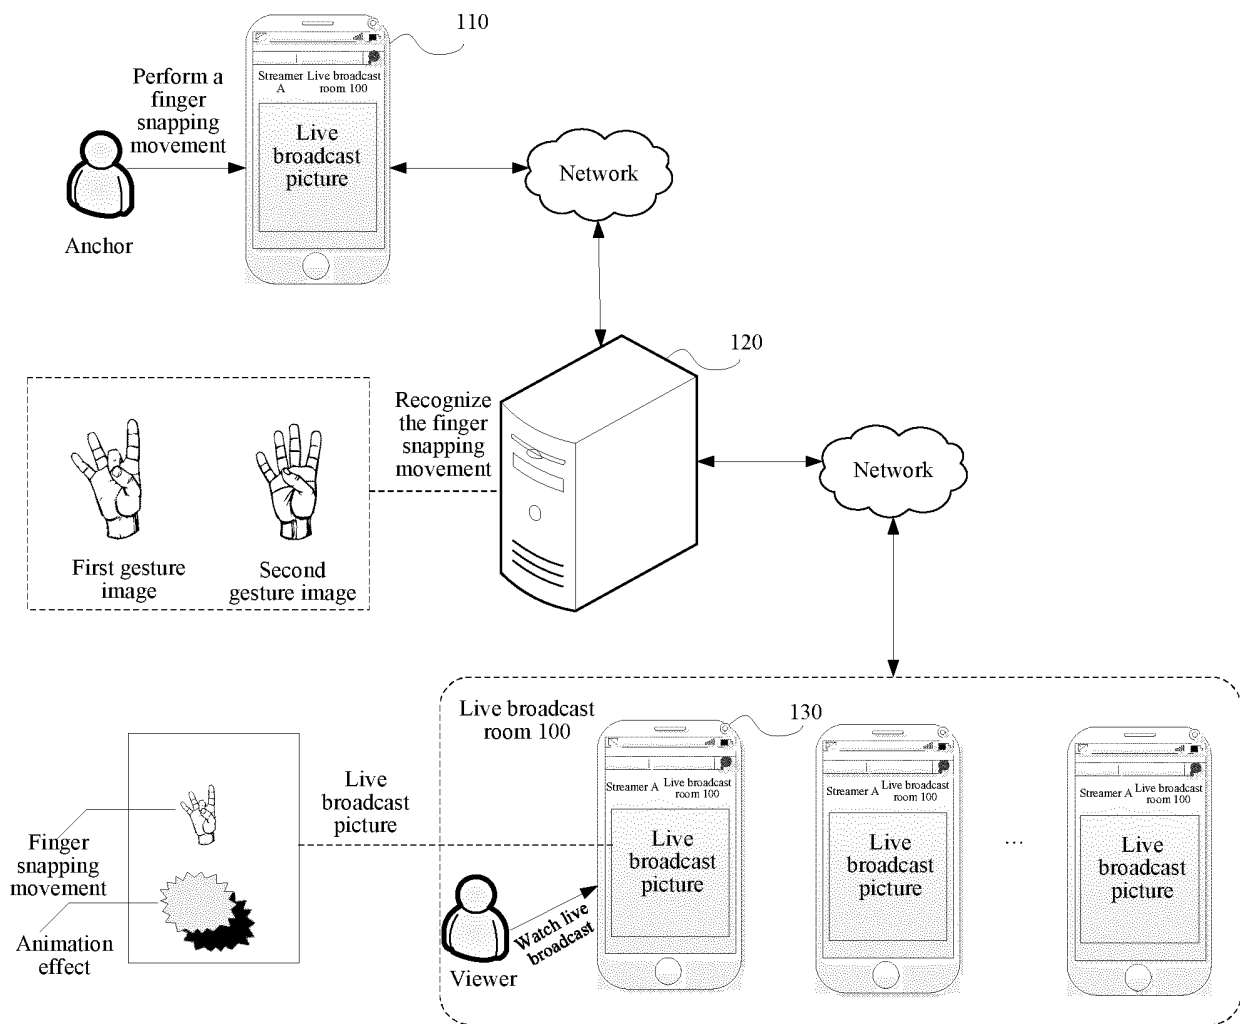 110
Perform a
finger
snapping
movement
Streamer
A
Live broadcast
room 100
Live
broadcast
picture
Anchor
Network
120
Recognize
the finger
snapping
movement
First gesture
image
Second
gesture image
Network
Live broadcast
room 100
130
Streamer A
Live broadcast
room 100
Live
broadcast
picture
Streamer A
Live broadcast
room 100
Live
broadcast
picture
...
Streamer A
Live broadcast
room 100
Live
broadcast
picture
Live
broadcast
picture
Finger
snapping
movement
Animation
effect
Watch live
broadcast
Viewer